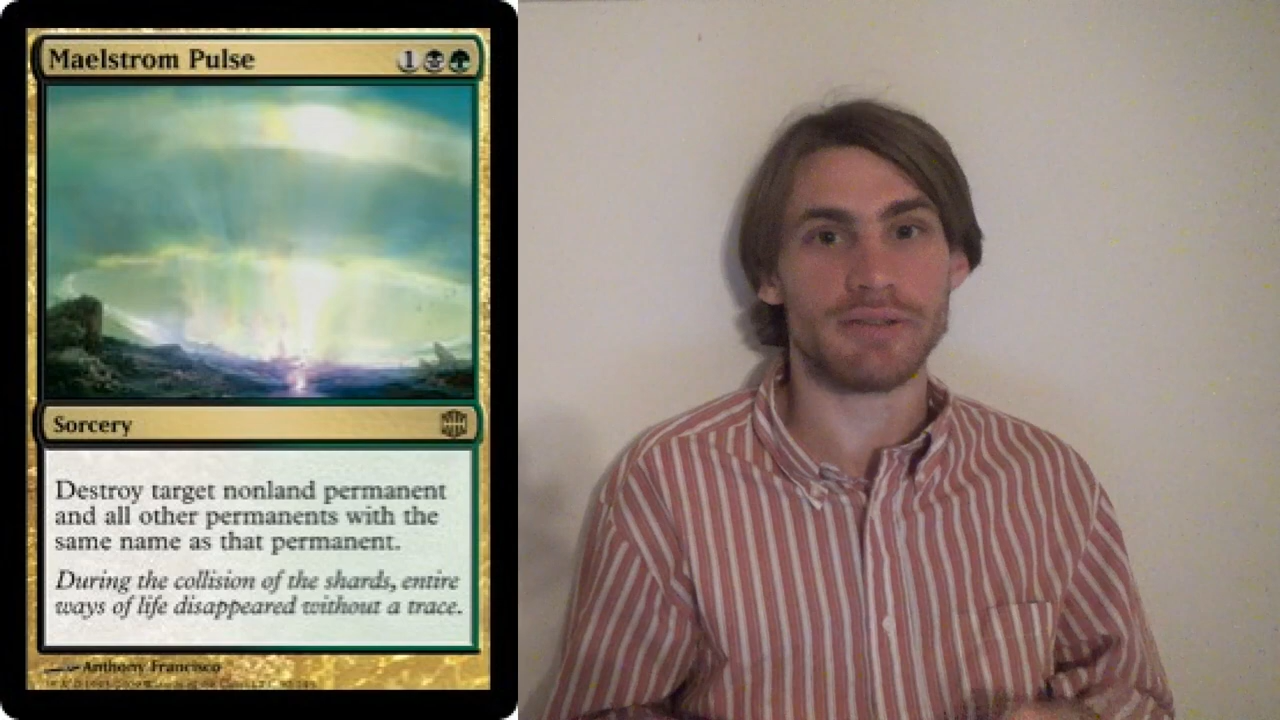 Maelstrom Pulse 1
Sorcery
Destroy target nonland permanent
and all other permanents with the
same name as that permanent.
During the collision of the shards, entire
ways of life disappeared without a trace.
Anthony Francisco